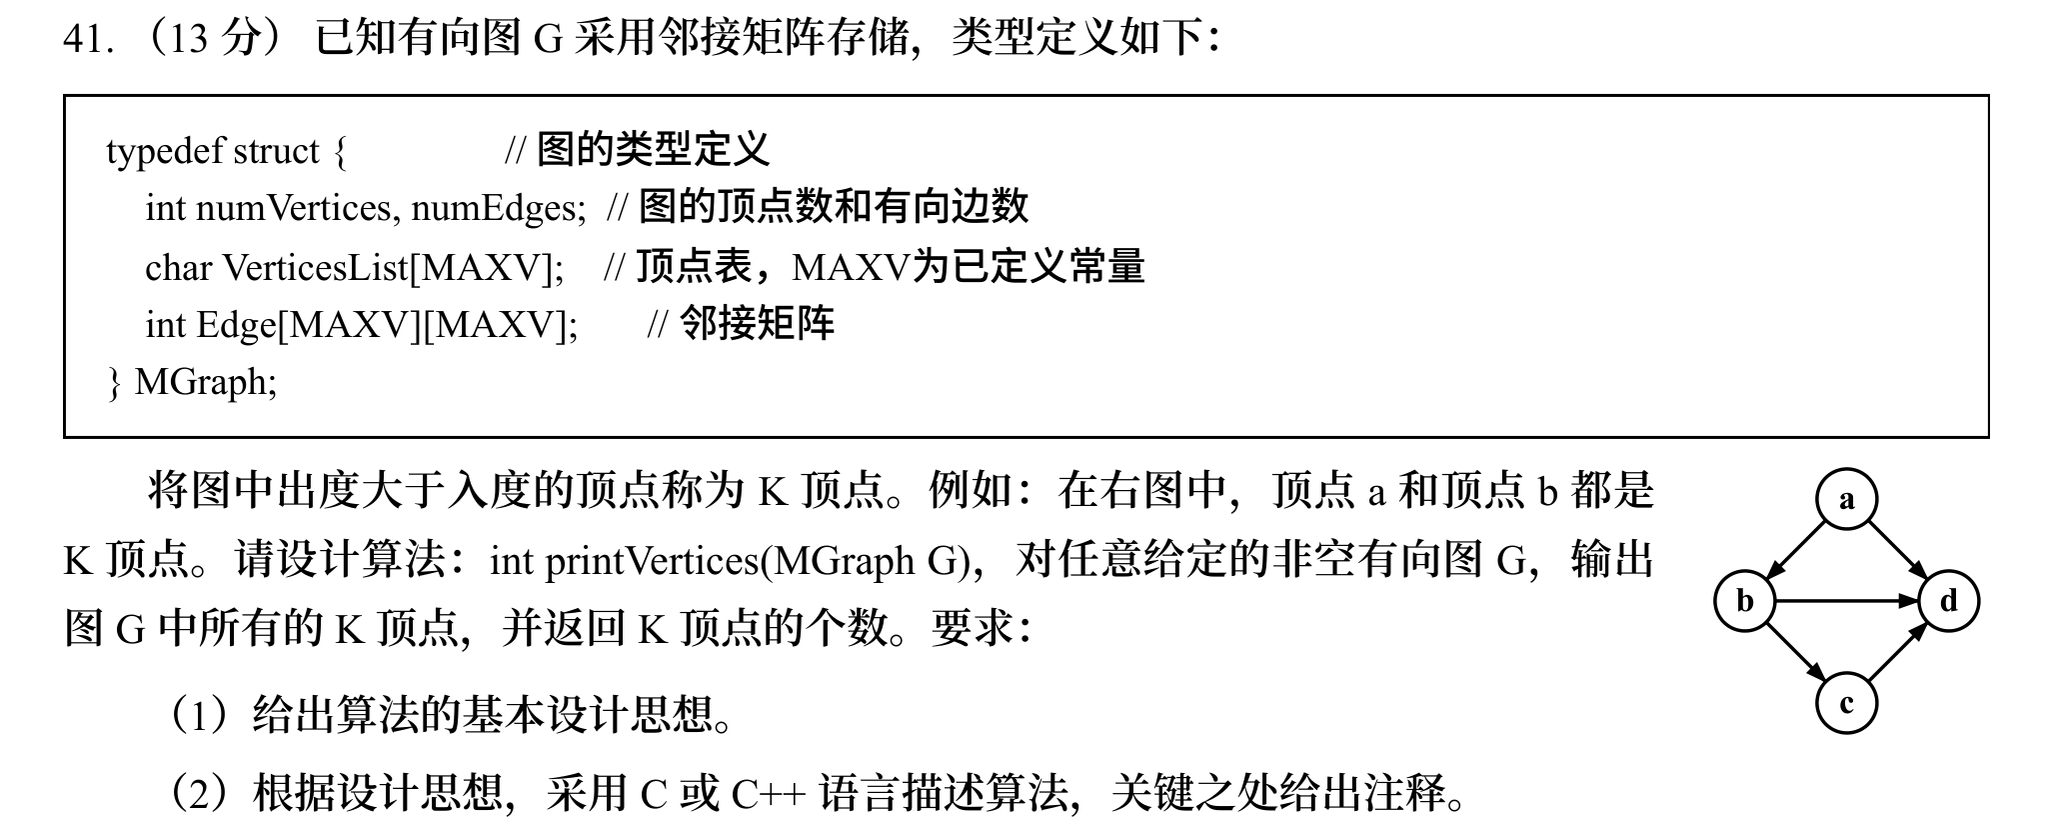 41. （13 分） 已知有向图 G 采用邻接矩阵存储，类型定义如下：
typedef struct { // 图的类型定义
int numVertices, numEdges; // 图的顶点数和有向边数
char VerticesList[MAXV]; // 顶点表，MAXV为已定义常量
int Edge[MAXV][MAXV]; // 邻接矩阵
} MGraph;
将图中出度大于入度的顶点称为 K 顶点。例如：在右图中，顶点 a 和顶点 b 都是
K 顶点。请设计算法：int printVertices(MGraph G)，对任意给定的非空有向图 G，输出
图 G 中所有的 K 顶点，并返回 K 顶点的个数。要求：
（1）给出算法的基本设计思想。
（2）根据设计思想，采用 C 或 C++ 语言描述算法，关键之处给出注释。
a
b d
c